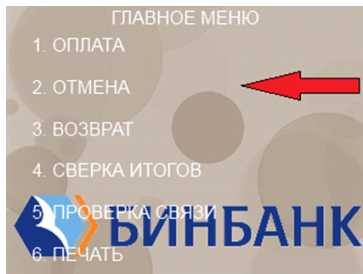 ГЛАВНОЕ МЕНЮ
1. ОПЛАТА
2. ОТМЕНА
3. ВОЗВРАТ
4. СВЕРКА ИТОГОВ
5. ПРОВЕРКА СВЯЗИ
БИНБАНК
6. ПЕЧАТЬ